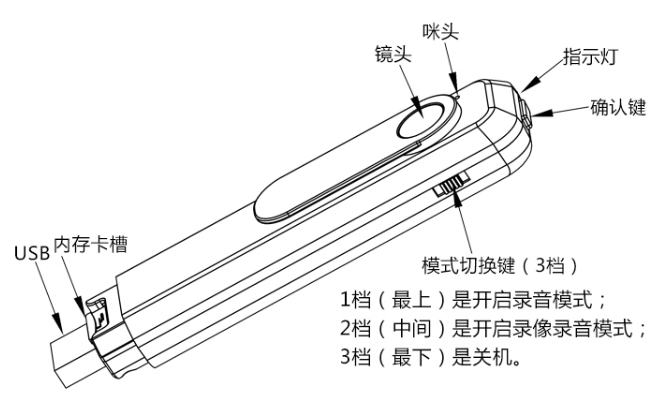 咪头
镜头
指示灯
确认键
USB
内存卡槽
模式切换键（3档）
1档（最上）是开启录音模式；
2档（中间）是开启录像录音模式；
3档（最下）是关机。